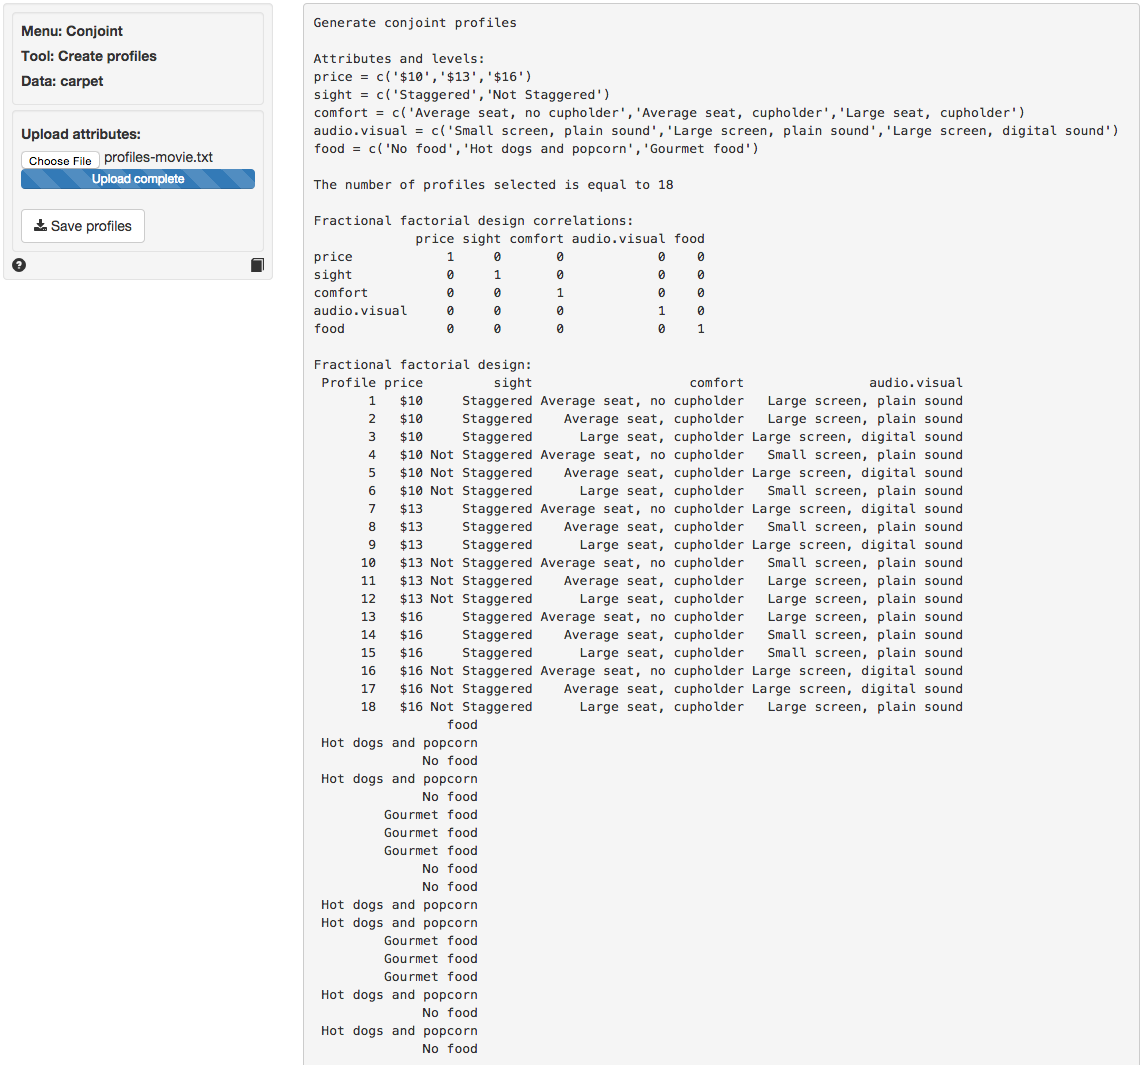 Menu: Conjoint
Tool: Create profiles
Data: carpet
Upload attributes:
Choose File profiles-movie.txt
Upload complete
Save profiles
?
Generate conjoint profiles
Attributes and levels:
price = c('$10','$13','$16')
sight = c('Staggered','Not Staggered')
comfort = c('Average seat, no cupholder','Average seat, cupholder','Large seat, cupholder')
audio.visual = c('Small screen, plain sound','Large screen, plain sound','Large screen, digital sound')
food = c('No food','Hot dogs and popcorn','Gourmet food')
The number of profiles selected is equal to 18
Fractional factorial design correlations:
price sight comfort audio.visual food
price 1 0 0 0 0
sight 0 1 0 0 0
comfort 0 0 1 0 0
audio.visual 0 0 0 1 0
food 0 0 0 0 1
Fractional factorial design:
Profile price sight comfort audio.visual
1 $10 Staggered Average seat, no cupholder Large screen, plain sound
2 $10 Staggered Average seat, cupholder Large screen, plain sound
3 $10 Staggered Large seat, cupholder Large screen, digital sound
4 $10 Not Staggered Average seat, no cupholder Small screen, plain sound
5 $10 Not Staggered Average seat, cupholder Large screen, digital sound
6 $10 Not Staggered Large seat, cupholder Small screen, plain sound
7 $13 Staggered Average seat, no cupholder Large screen, digital sound
8 $13 Staggered Average seat, cupholder Small screen, plain sound
9 $13 Staggered Large seat, cupholder Large screen, digital sound
10 $13 Not Staggered Average seat, no cupholder Small screen, plain sound
11 $13 Not Staggered Average seat, cupholder Large screen, plain sound
12 $13 Not Staggered Large seat, cupholder Large screen, plain sound
13 $16 Staggered Average seat, no cupholder Large screen, plain sound
14 $16 Staggered Average seat, cupholder Small screen, plain sound
15 $16 Staggered Large seat, cupholder Small screen, plain sound
16 $16 Not Staggered Average seat, no cupholder Large screen, digital sound
17 $16 Not Staggered Average seat, cupholder Large screen, digital sound
18 $16 Not Staggered Large seat, cupholder Large screen, plain sound
food
Hot dogs and popcorn
No food
Hot dogs and popcorn
No food
Gourmet food
Gourmet food
Gourmet food
No food
No food
Hot dogs and popcorn
Hot dogs and popcorn
Gourmet food
Gourmet food
Gourmet food
Hot dogs and popcorn
No food
Hot dogs and popcorn
No food